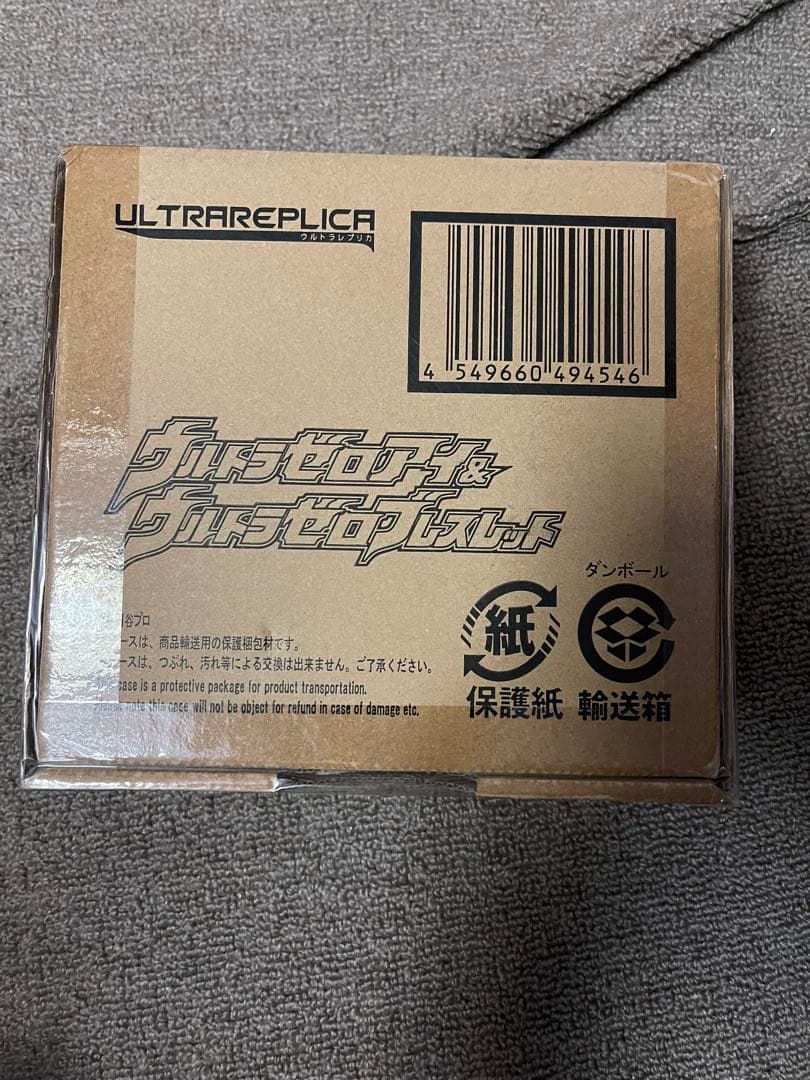 ULTRAREPLICA
ウルトラレプリカ
4 549660 494546
ウルトラゼロアイ&
ウルトラゼロブレスレット
ダンボール
紙
保護紙 輸送箱
谷プロ
ースは、商品輸送用の保護梱包材です。
ースは、つぶれ、汚れ等による交換は出来ません。ご了承ください。
case is a protective package for product transportation.
Please note this case will not be object for refund in case of damage etc.